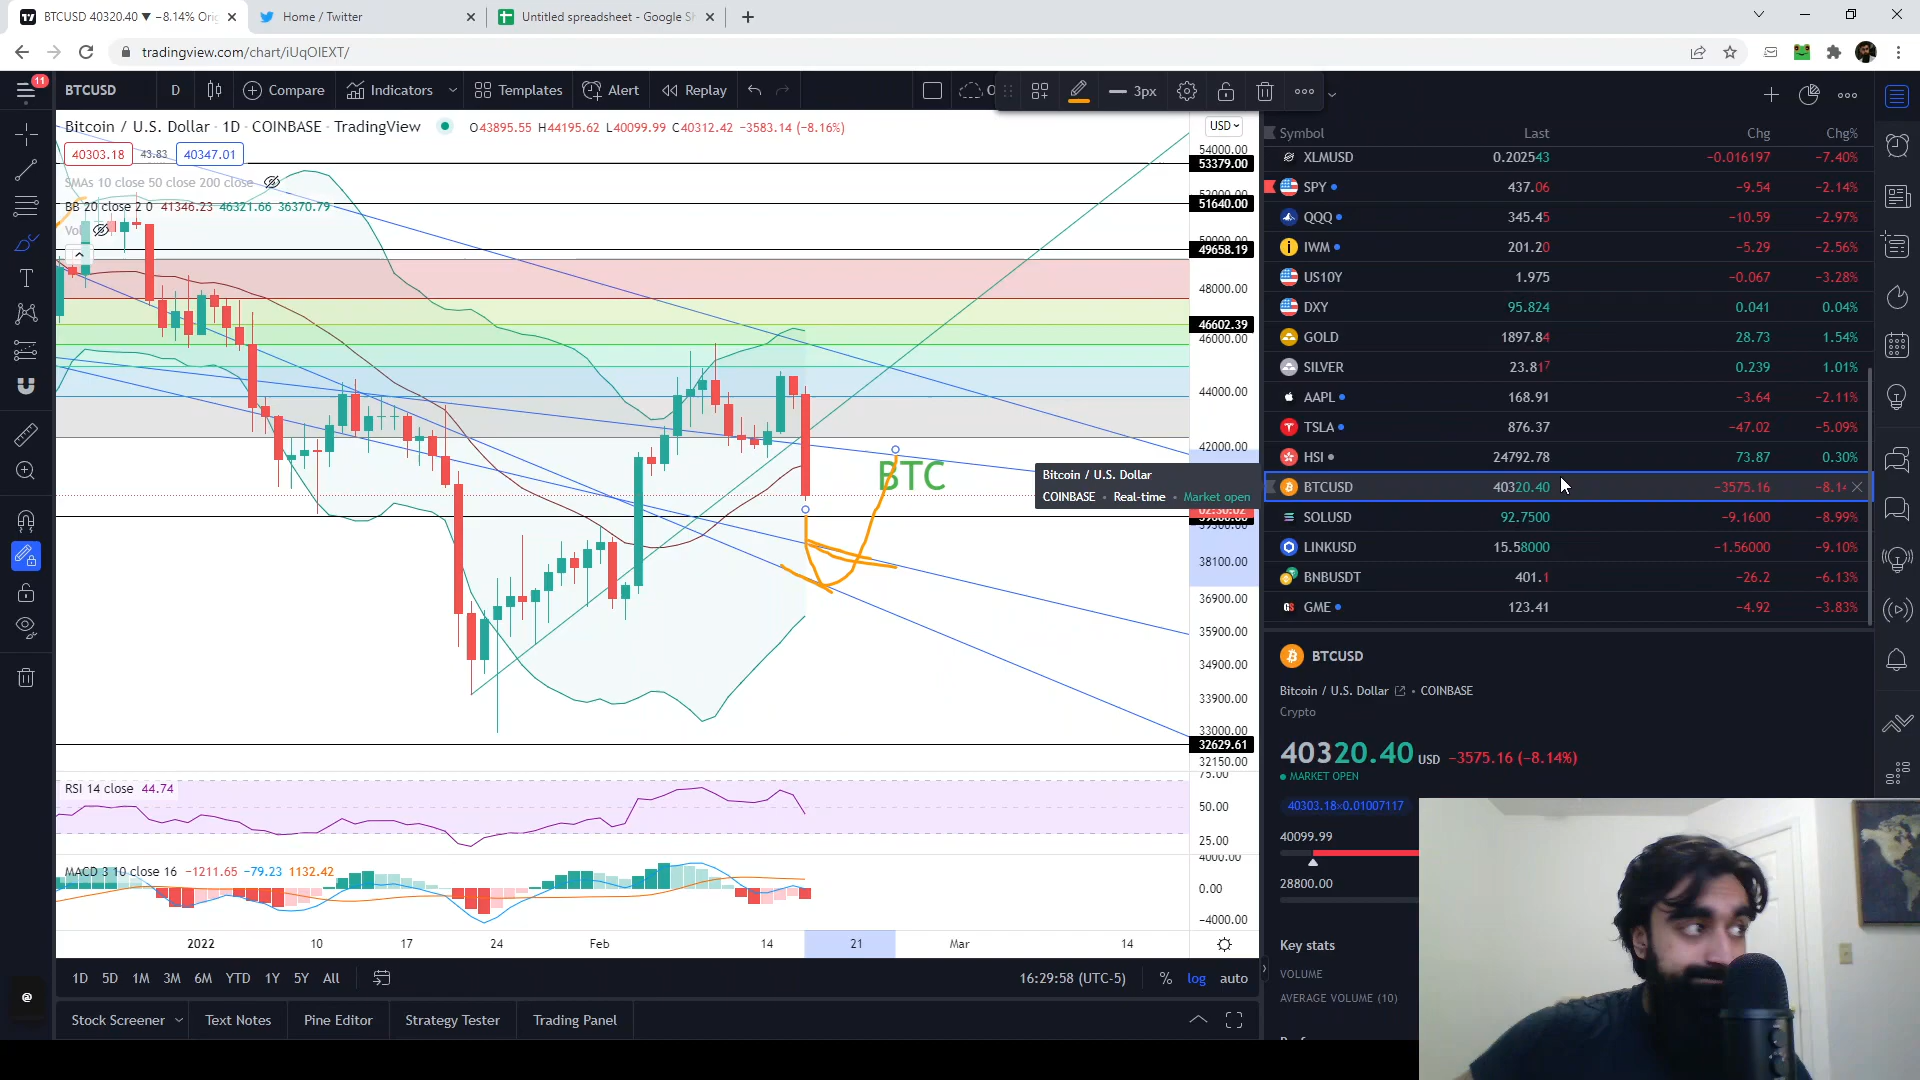 BTCUSD 40320.40 ▼ −8.14%
Home / Twitter
Untitled spreadsheet - Google
tradingview.com/chart/iUqOIEXT/
11
BTCUSD
D
Compare
Indicators
Templates
Alert
Replay
3px
Bitcoin / U.S. Dollar · 1D · COINBASE · TradingView
O43895.55 H44195.62 L40099.99 C40312.42 −3583.14 (−8.16%)
USD
40303.18
43.83
40347.01
SMAs 10 close 50 close 200 close
BB 20 close 2 0 41346.23 46321.66 36370.79
Vol
54000.00
53379.00
52000.00
51640.00
50000.00
49658.19
48000.00
46602.39
46000.00
44000.00
42000.00
38100.00
36900.00
35900.00
34900.00
33900.00
33000.00
32629.61
32150.00
BTC
Bitcoin / U.S. Dollar
COINBASE • Real-time • Market open
RSI 14 close 44.74
75.00
50.00
25.00
MACD 3 10 close 16 −1211.65 −79.23 1132.42
4000.00
0.00
−4000.00
2022 10 17 24 Feb 14 21 Mar 14
1D 5D 1M 3M 6M YTD 1Y 5Y All
16:29:58 (UTC-5)
% log auto
Stock Screener
Text Notes
Pine Editor
Strategy Tester
Trading Panel
Symbol Last Chg Chg%
XLMUSD 0.202543 −0.016197 −7.40%
SPY 437.06 −9.54 −2.14%
QQQ 345.45 −10.59 −2.97%
IWM 201.20 −5.29 −2.56%
US10Y 1.975 −0.067 −3.28%
DXY 95.824 0.041 0.04%
GOLD 1897.84 28.73 1.54%
SILVER 23.817 0.239 1.01%
AAPL 168.91 −3.64 −2.11%
TSLA 876.37 −47.02 −5.09%
HSI 24792.78 73.87 0.30%
BTCUSD 40320.40 −3575.16 −8.14
SOLUSD 92.7500 −9.1600 −8.99%
LINKUSD 15.58000 −1.56000 −9.10%
BNBUSDT 401.1 −26.2 −6.13%
GME 123.41 −4.92 −3.83%
BTCUSD
Bitcoin / U.S. Dollar • COINBASE
Crypto
40320.40 USD −3575.16 (−8.14%)
MARKET OPEN
40303.18×0.01007117
40099.99
28800.00
Key stats
VOLUME
AVERAGE VOLUME (10)